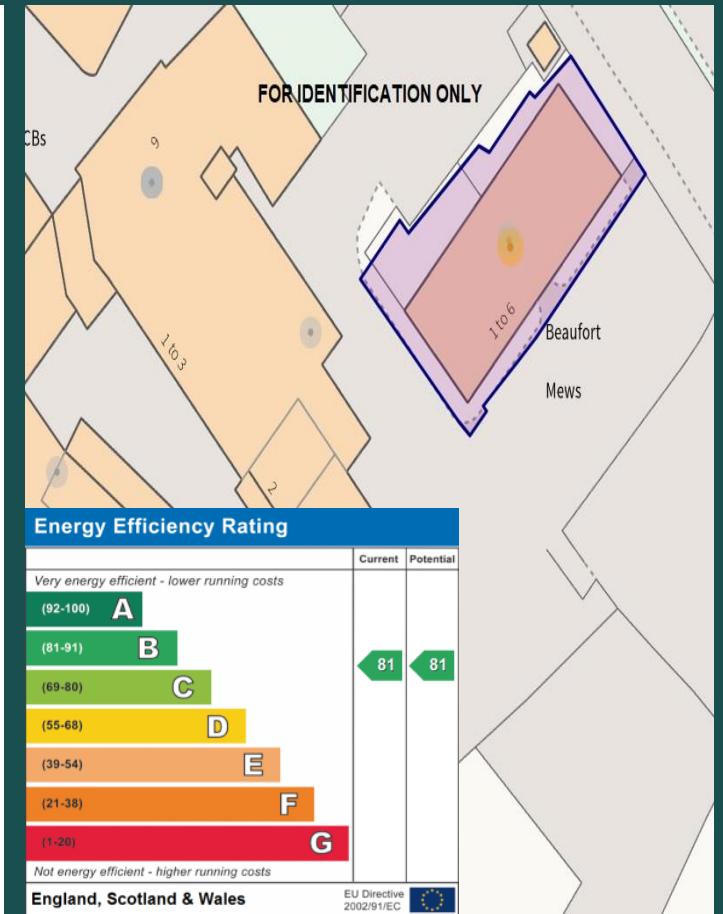 FOR IDENTIFICATION ONLY
CBs
9
1 to 3
1 to 6
Beaufort
Mews
2
Energy Efficiency Rating
Current Potential
Very energy efficient - lower running costs
(92-100) A
(81-91) B
81 81
(69-80) C
(55-68) D
(39-54) E
(21-38) F
(1-20) G
Not energy efficient - higher running costs
England, Scotland & Wales
EU Directive
2002/91/EC